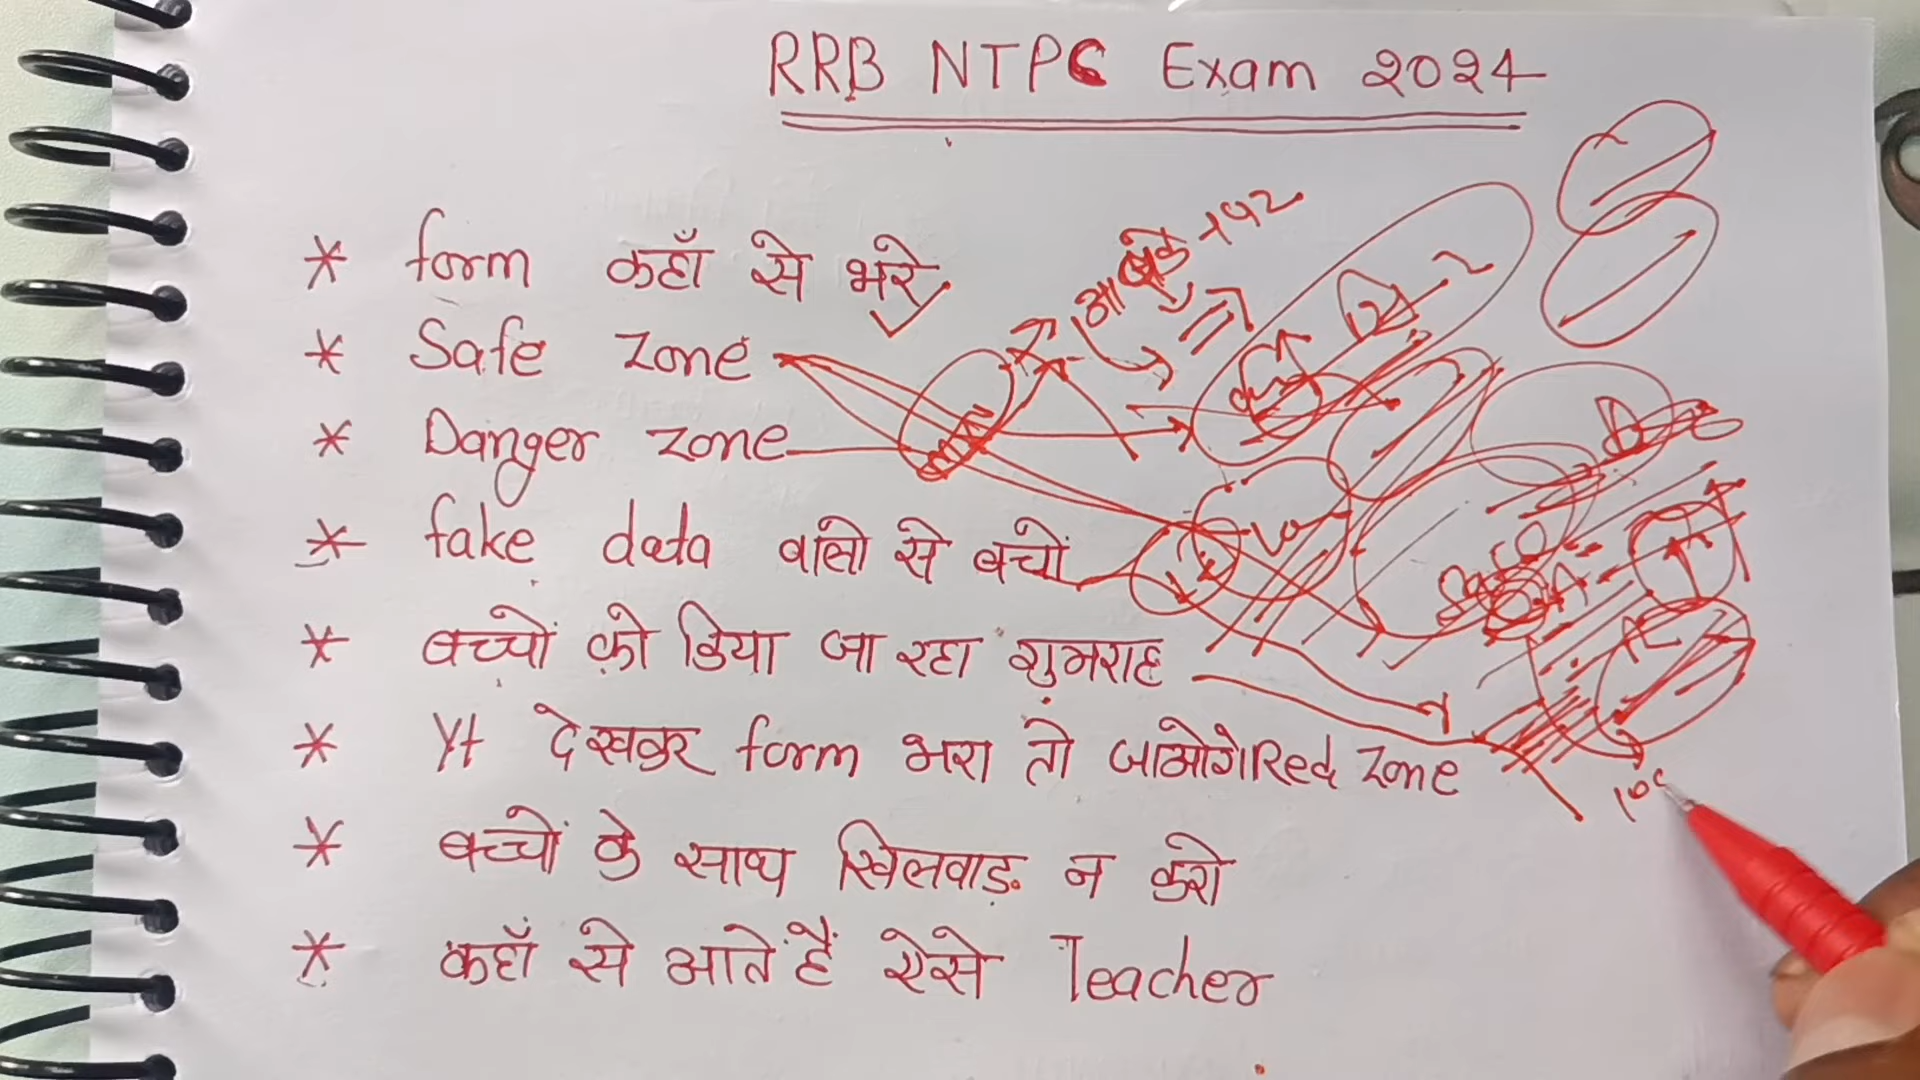 RRB NTPC Exam 2024
* form कहाँ से भरे
* Safe zone
* Danger zone
* fake data वालो से बचों
* बच्चों को किया जा रहा गुमराह
* Yt देखकर form भरा तो जाओगे Red zone
* बच्चों के साथ खिलवाड़ न करो
* कहाँ से आते हैं ऐसे Teacher